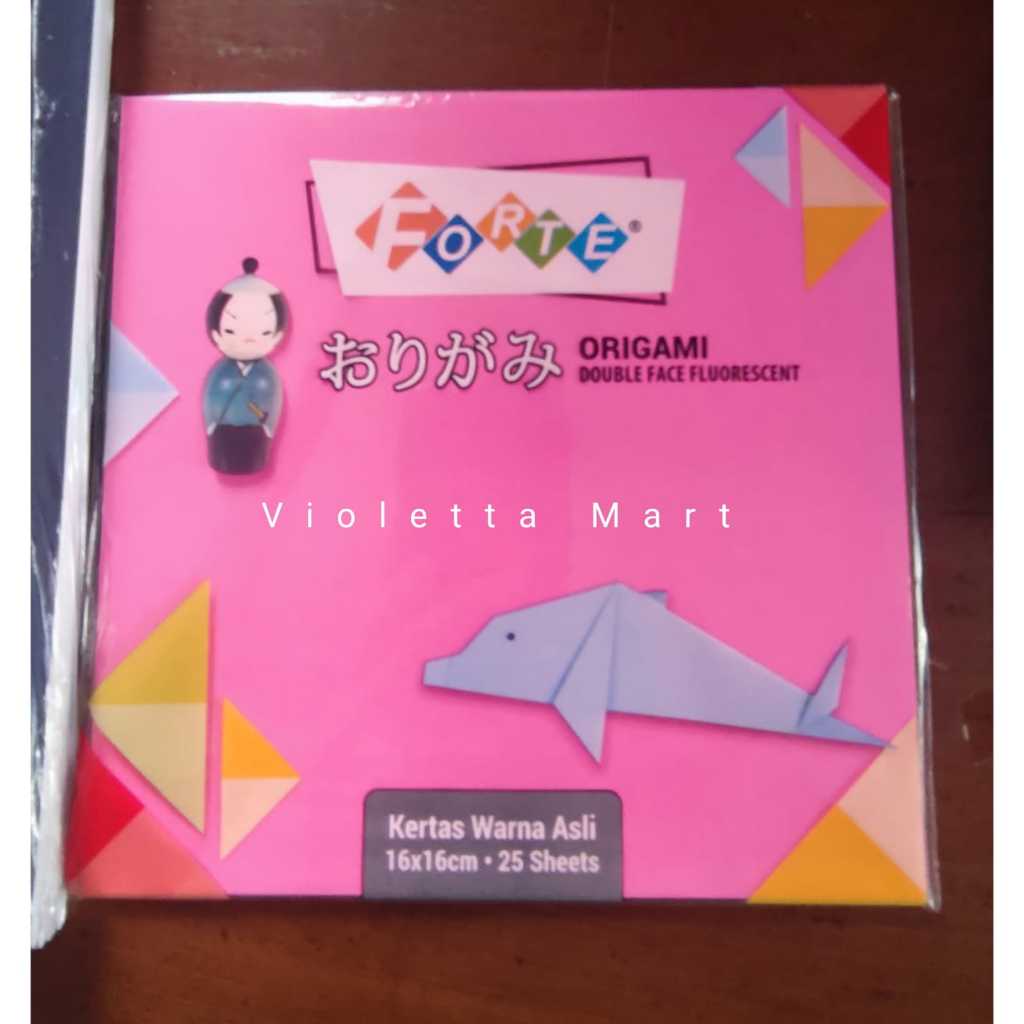 FORTE®
おりがみ
ORIGAMI
DOUBLE FACE FLUORESCENT
Violetta Mart
Kertas Warna Asli
16x16cm • 25 Sheets